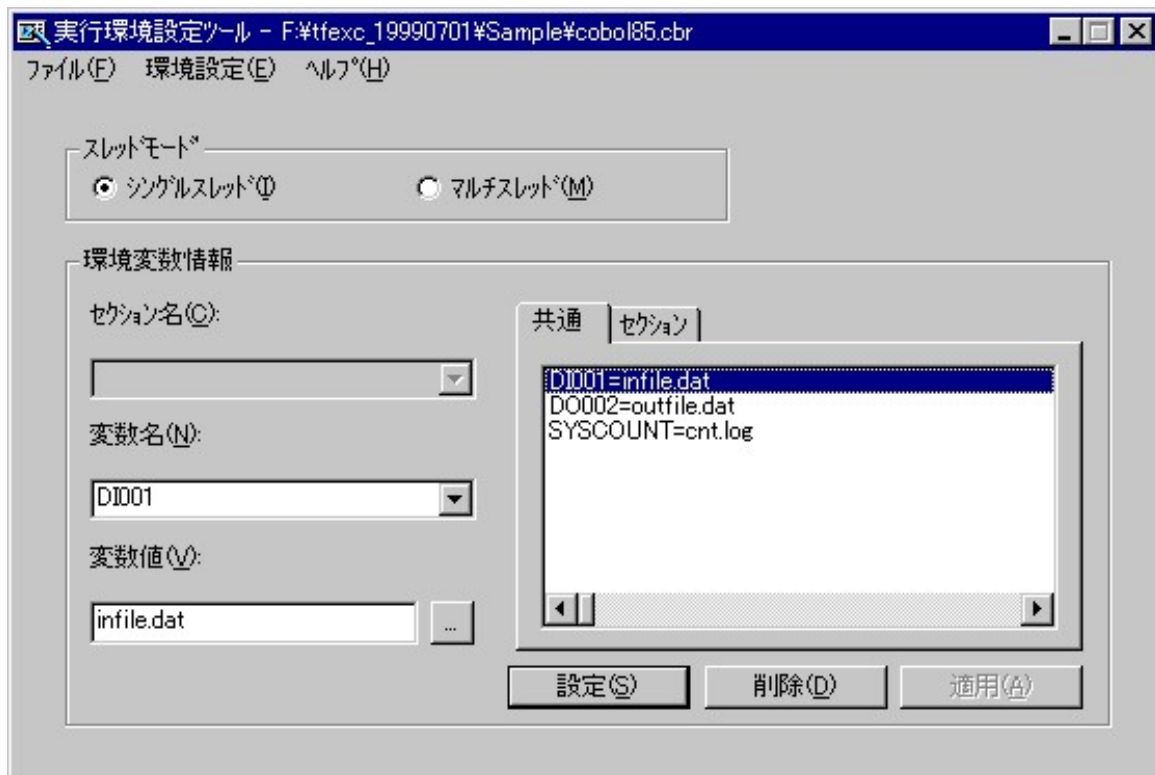 実行環境設定ツール - F:¥tfexc_19990701¥Sample¥cobol85.cbr
ファイル(F) 環境設定(E) ヘルプ(H)
スレッドモード
シングルスレッド(I) マルチスレッド(M)
環境変数情報
セクション名(C):
変数名(N):
DI001
変数値(V):
infile.dat
...
共通 セクション
DI001=infile.dat
DO002=outfile.dat
SYSCOUNT=cnt.log
設定(S) 削除(D) 適用(A)